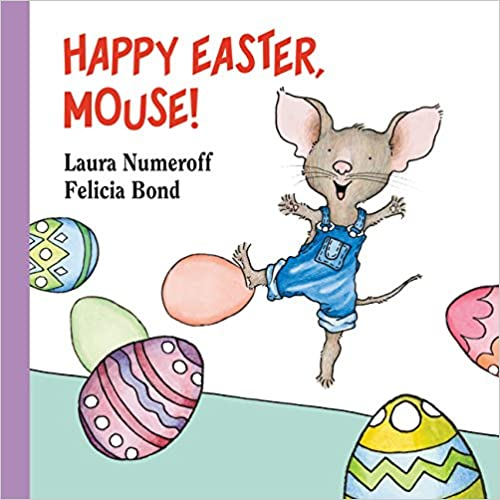 HAPPY EASTER,
MOUSE!
Laura Numeroff
Felicia Bond